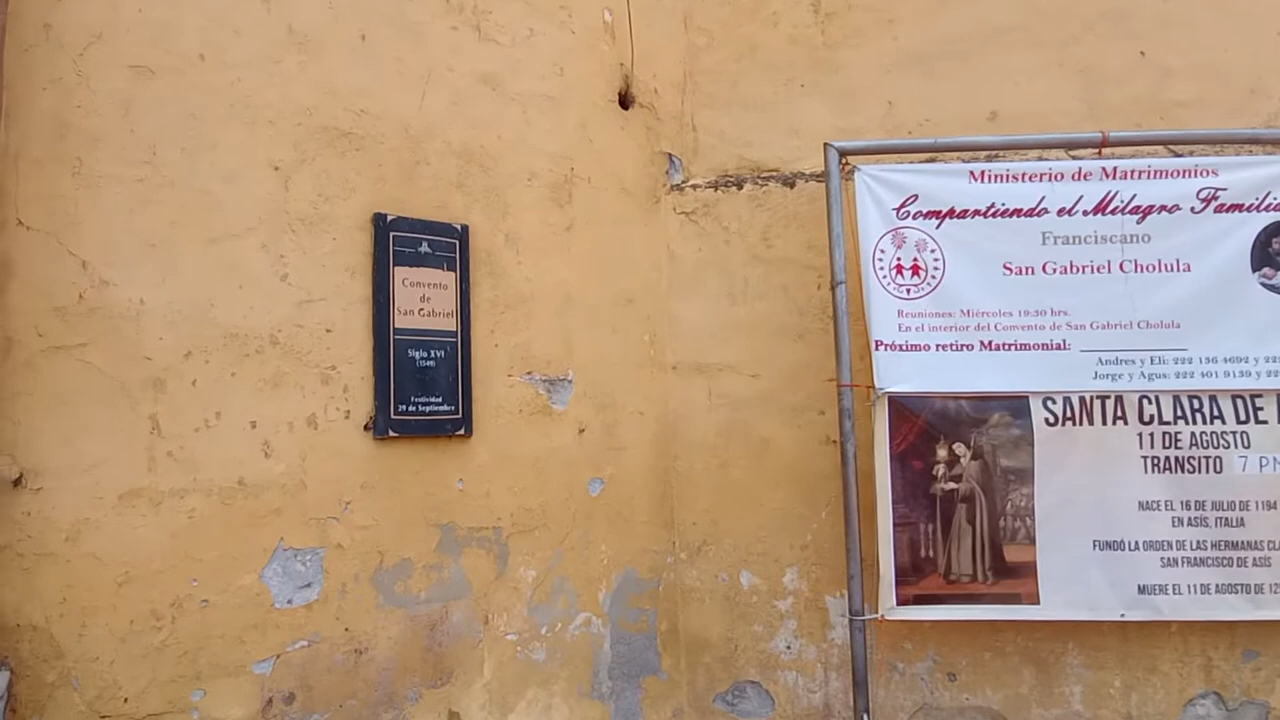 Convento
de
San Gabriel
Siglo XVI
(1549)
Festividad
29 de Septiembre
Ministerio de Matrimonios
Compartiendo el Milagro
Franciscano
San Gabriel Cholula
Reuniones: Miércoles 19:30 hrs.
En el interior del Convento de San Gabriel Cholula
Próximo retiro Matrimonial:
Andres y Eli: 222 156 4692 y
Jorge y Agus: 222 401 9139 y
SANTA CLARA DE
11 DE AGOSTO
TRANSITO 7 PM
NACE EL 16 DE JULIO DE 1194
EN ASÍS, ITALIA
FUNDÓ LA ORDEN DE LAS HERMANAS
SAN FRANCISCO DE ASÍS
MUERE EL 11 DE AGOSTO DE